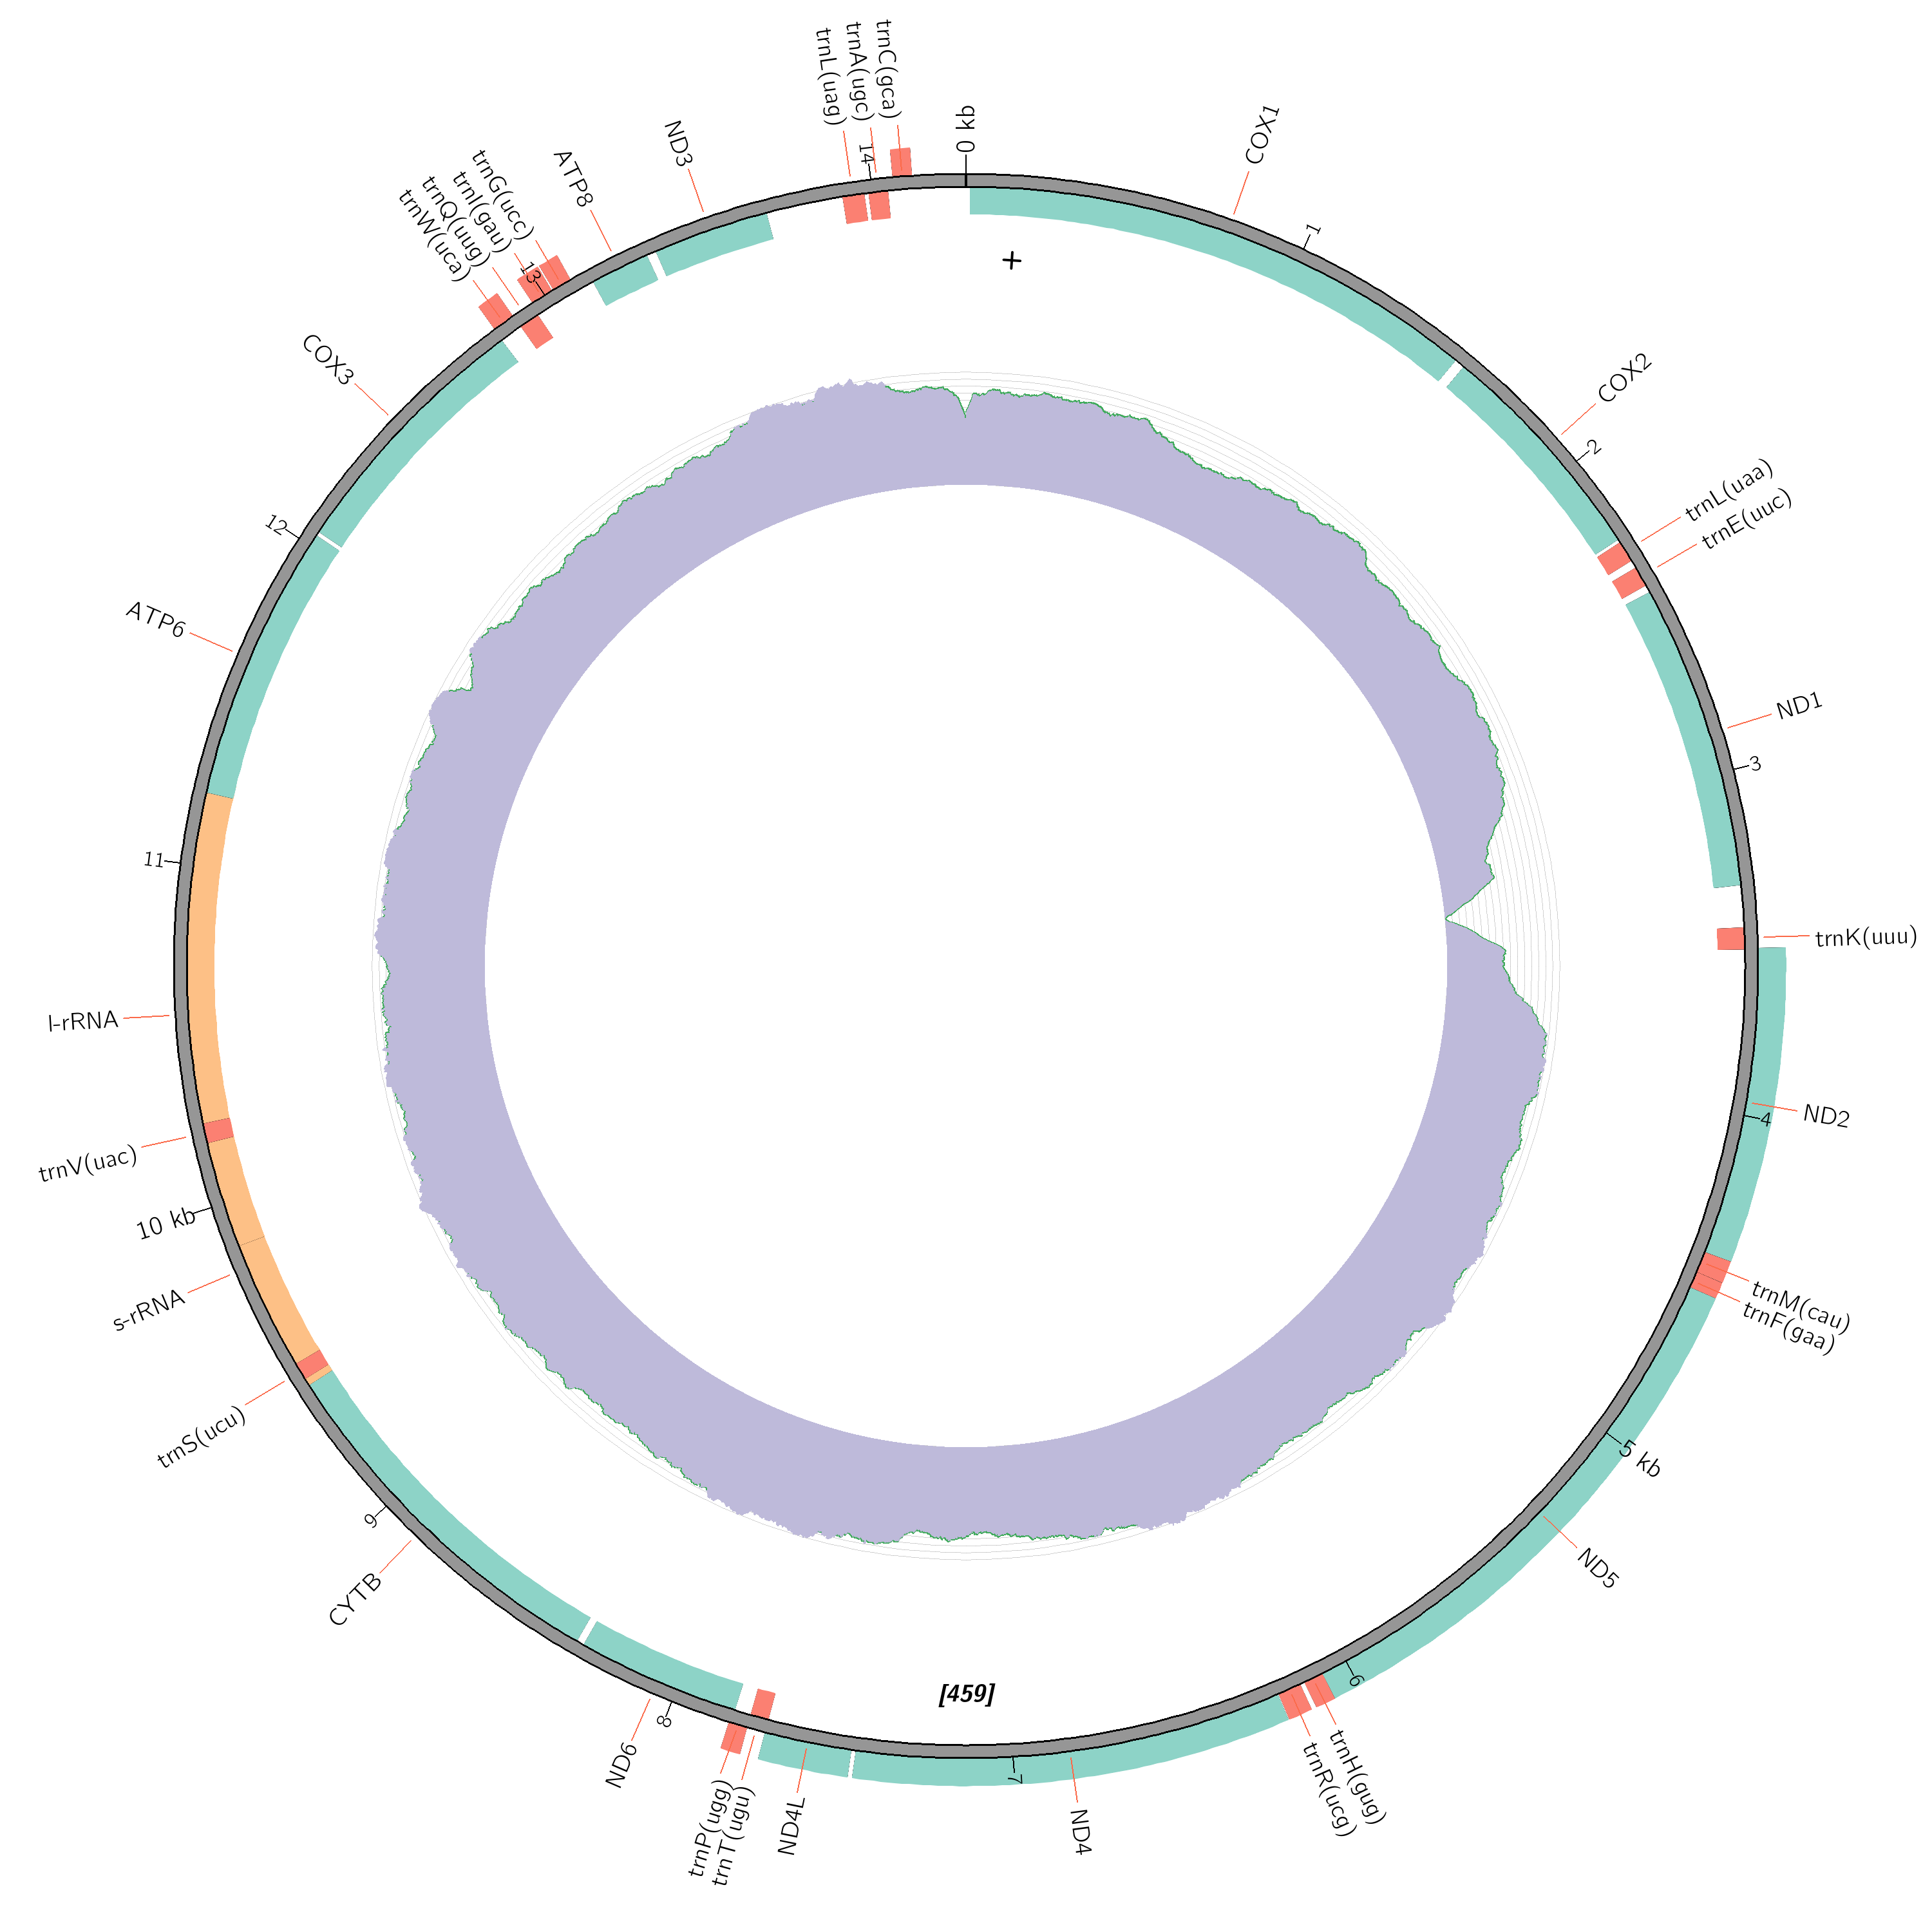 0 kb
COX1
1
COX2
2
trnL(uaa)
trnE(uuc)
ND1
3
trnK(uuu)
ND2
4
trnM(cau)
trnF(gaa)
5 kb
ND5
6
trnH(gug)
trnR(ucg)
ND4
7
ND4L
trnT(ugu)
trnP(ugg)
8
ND6
CYTB
9
trnS(ucu)
s-rRNA
10 kb
trnV(uac)
l-rRNA
11
ATP6
12
COX3
trnW(uca)
trnQ(uug)
trnI(gau)
13
trnG(ucc)
ATP8
ND3
trnL(uag)
14
trnA(ugc)
trnC(gca)
+
[459]